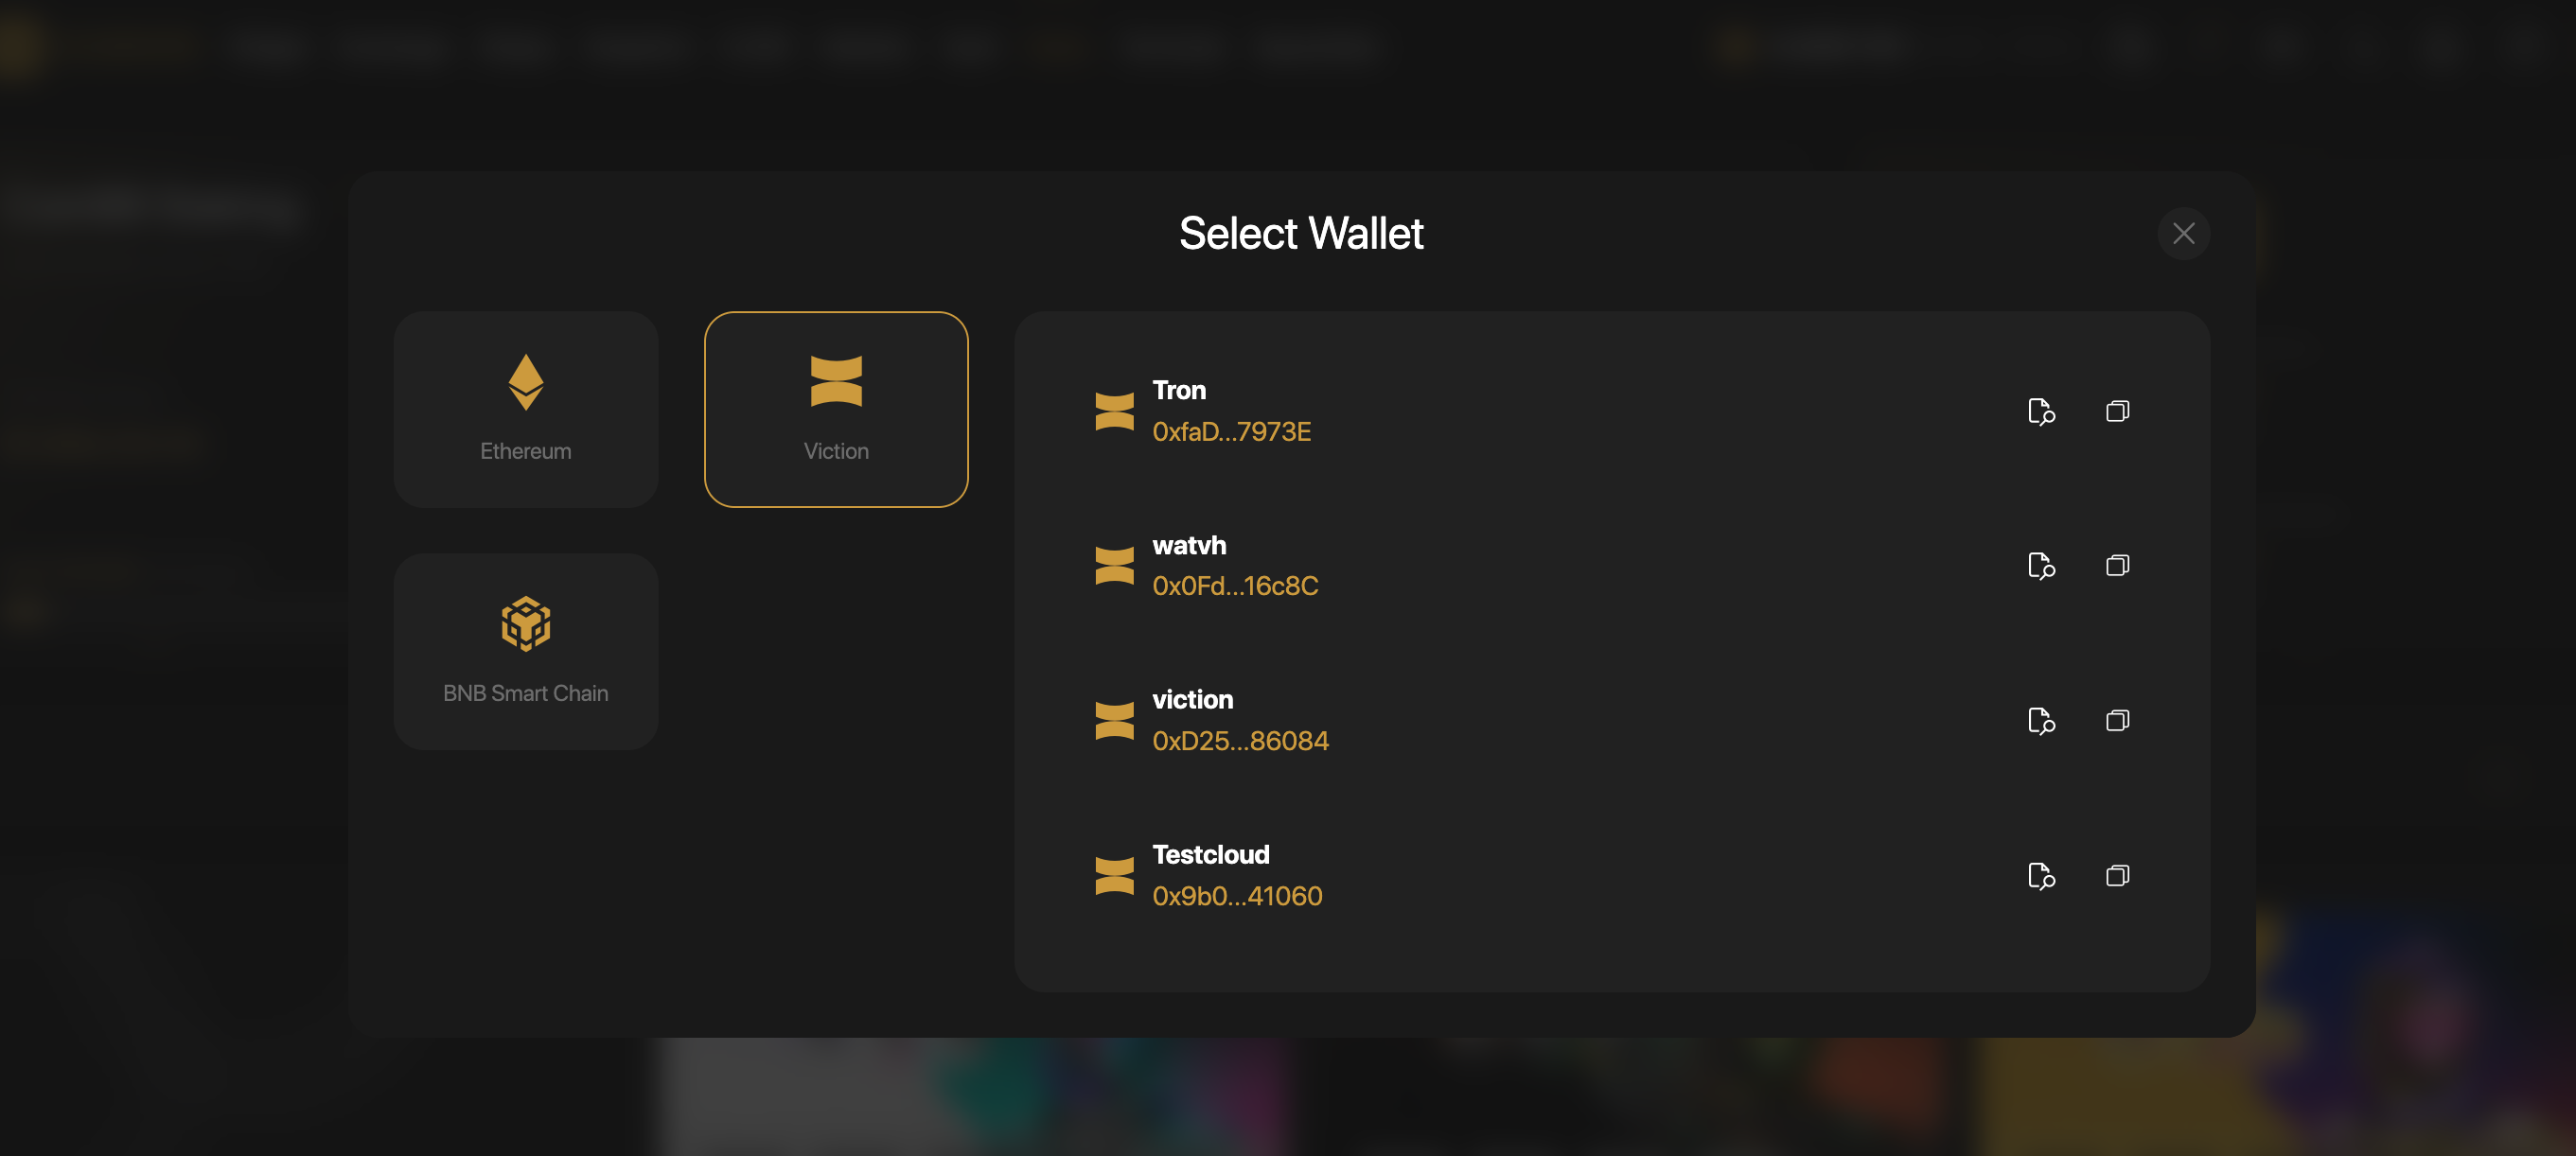 Select Wallet
Ethereum
Viction
BNB Smart Chain
Tron
0xfaD...7973E
watvh
0x0Fd...16c8C
viction
0xD25...86084
Testcloud
0x9b0...41060